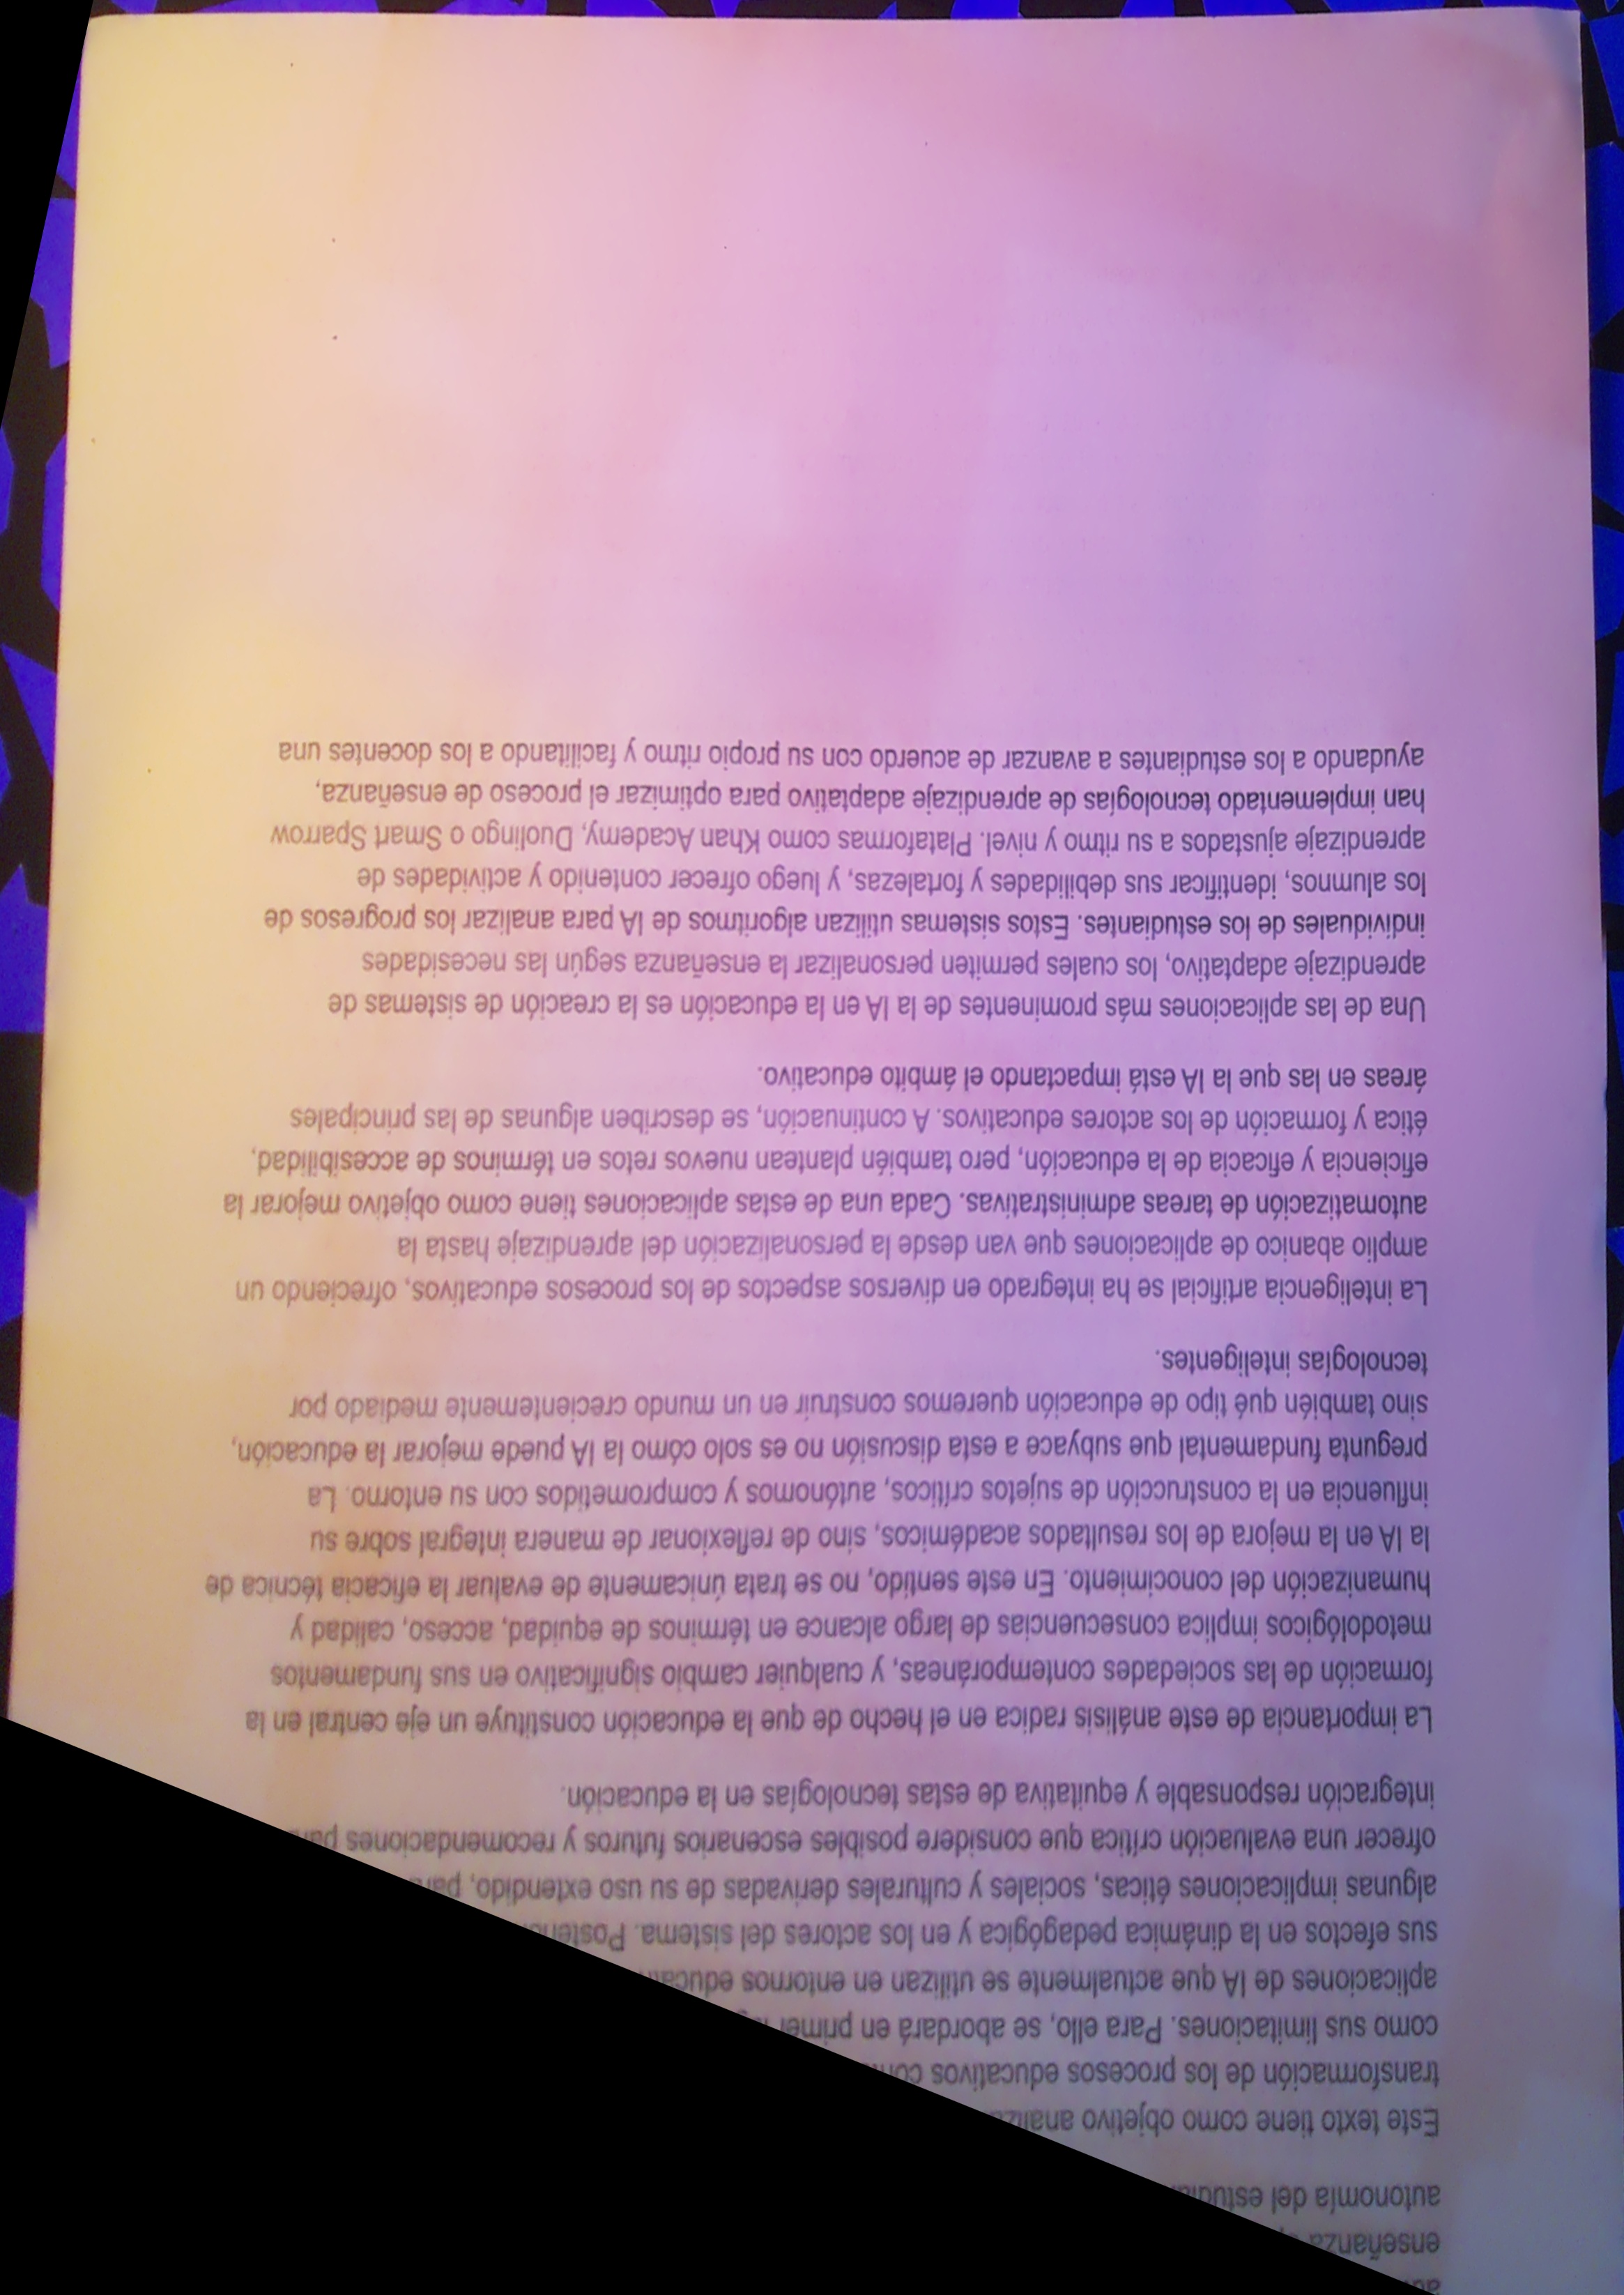 enseñanza
autonomía del
Este texto tiene como objetivo
transformación de los procesos educativos
como sus limitaciones. Para ello, se abordará en primer
aplicaciones de IA que actualmente se utilizan en entornos
sus efectos en la dinámica pedagógica y en los actores del sistema.
algunas implicaciones éticas, sociales y culturales derivadas de su uso extendido,
ofrecer una evaluación crítica que considere posibles escenarios futuros y recomendaciones
integración responsable y equitativa de estas tecnologías en la educación.
La importancia de este análisis radica en el hecho de que la educación constituye un eje central en la
formación de las sociedades contemporáneas, y cualquier cambio significativo en sus fundamentos
metodológicos implica consecuencias de largo alcance en términos de equidad, acceso, calidad y
humanización del conocimiento. En este sentido, no se trata únicamente de evaluar la eficacia técnica de
la IA en la mejora de los resultados académicos, sino de reflexionar de manera integral sobre su
influencia en la construcción de sujetos críticos, autónomos y comprometidos con su entorno. La
pregunta fundamental que subyace a esta discusión no es solo cómo la IA puede mejorar la educación,
sino también qué tipo de educación queremos construir en un mundo crecientemente mediado por
tecnologías inteligentes.
La inteligencia artificial se ha integrado en diversos aspectos de los procesos educativos, ofreciendo un
amplio abanico de aplicaciones que van desde la personalización del aprendizaje hasta la
automatización de tareas administrativas. Cada una de estas aplicaciones tiene como objetivo mejorar la
eficiencia y eficacia de la educación, pero también plantean nuevos retos en términos de accesibilidad,
ética y formación de los actores educativos. A continuación, se describen algunas de las principales
áreas en las que la IA está impactando el ámbito educativo.
Una de las aplicaciones más prominentes de la IA en la educación es la creación de sistemas de
aprendizaje adaptativo, los cuales permiten personalizar la enseñanza según las necesidades
individuales de los estudiantes. Estos sistemas utilizan algoritmos de IA para analizar los progresos de
los alumnos, identificar sus debilidades y fortalezas, y luego ofrecer contenido y actividades de
aprendizaje ajustados a su ritmo y nivel. Plataformas como Khan Academy, Duolingo o Smart Sparrow
han implementado tecnologías de aprendizaje adaptativo para optimizar el proceso de enseñanza,
ayudando a los estudiantes a avanzar de acuerdo con su propio ritmo y facilitando a los docentes una